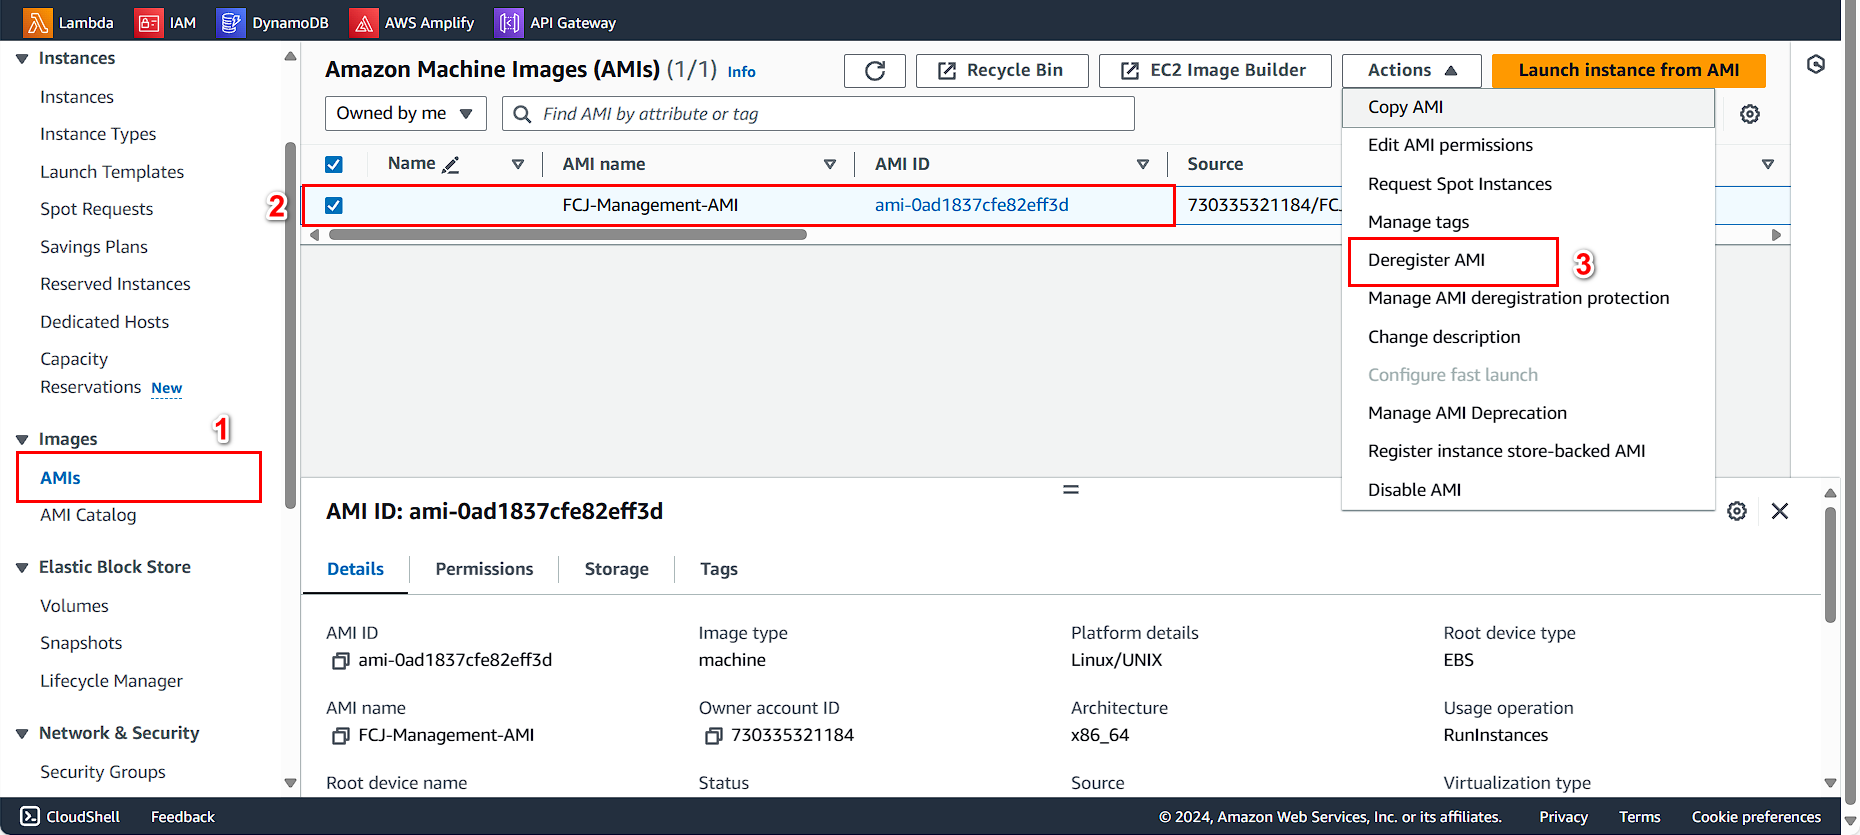 Lambda IAM DynamoDB AWS Amplify API Gateway
Instances
Instances
Instance Types
Launch Templates
Spot Requests
Savings Plans
Reserved Instances
Dedicated Hosts
Capacity
Reservations New
Images
1
AMIs
AMI Catalog
Elastic Block Store
Volumes
Snapshots
Lifecycle Manager
Network & Security
Security Groups
Amazon Machine Images (AMIs) (1/1) Info
Recycle Bin
EC2 Image Builder
Actions
Launch instance from AMI
Owned by me
Find AMI by attribute or tag
Name AMI name AMI ID Source
2
FCJ-Management-AMI ami-0ad1837cfe82eff3d 730335321184/FCJ
Copy AMI
Edit AMI permissions
Request Spot Instances
Manage tags
Deregister AMI
3
Manage AMI deregistration protection
Change description
Configure fast launch
Manage AMI Deprecation
Register instance store-backed AMI
Disable AMI
AMI ID: ami-0ad1837cfe82eff3d
Details Permissions Storage Tags
AMI ID
ami-0ad1837cfe82eff3d
Image type
machine
Platform details
Linux/UNIX
Root device type
EBS
AMI name
FCJ-Management-AMI
Owner account ID
730335321184
Architecture
x86_64
Usage operation
RunInstances
Root device name
Status
Source
Virtualization type
CloudShell Feedback © 2024, Amazon Web Services, Inc. or its affiliates. Privacy Terms Cookie preferences